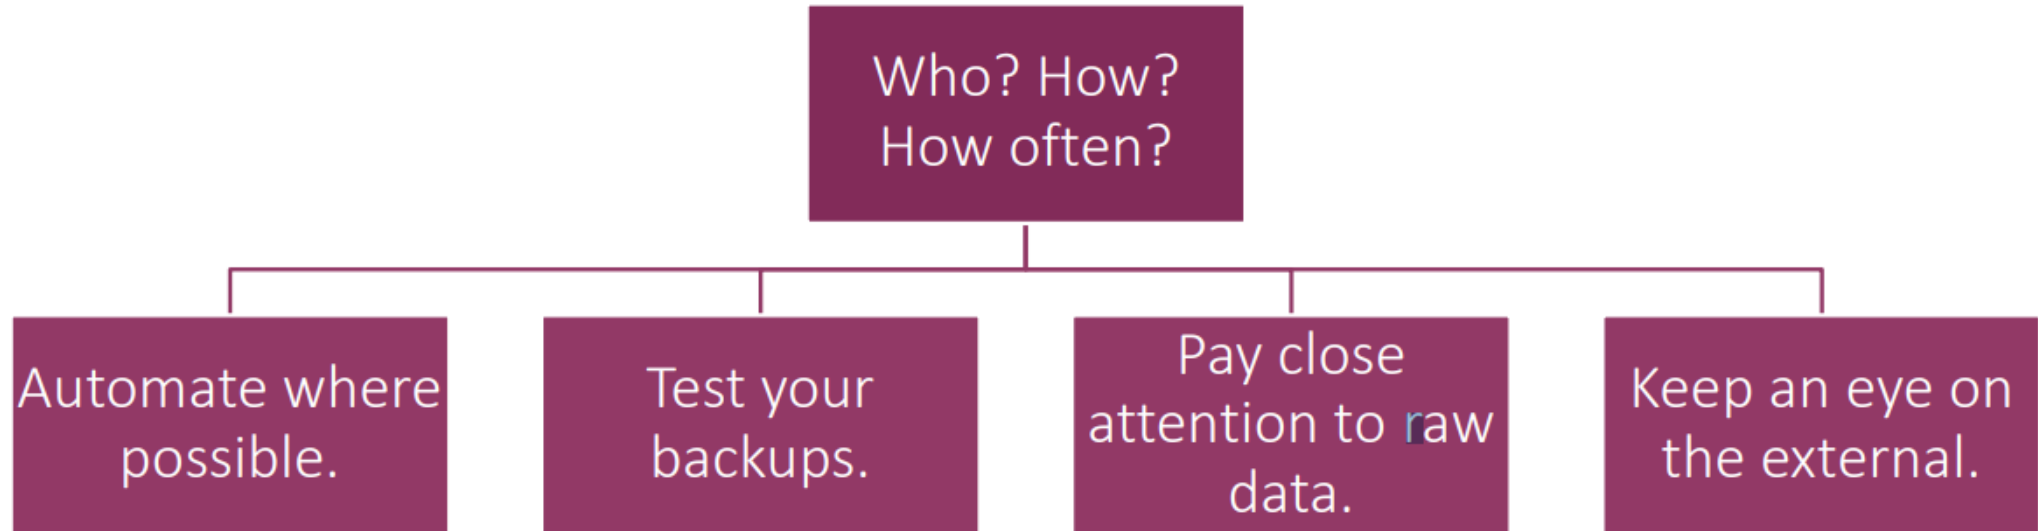 Who? How?
How often?
Automate where
possible.
Test your
backups.
Pay close
attention to raw
data.
Keep an eye on
the external.